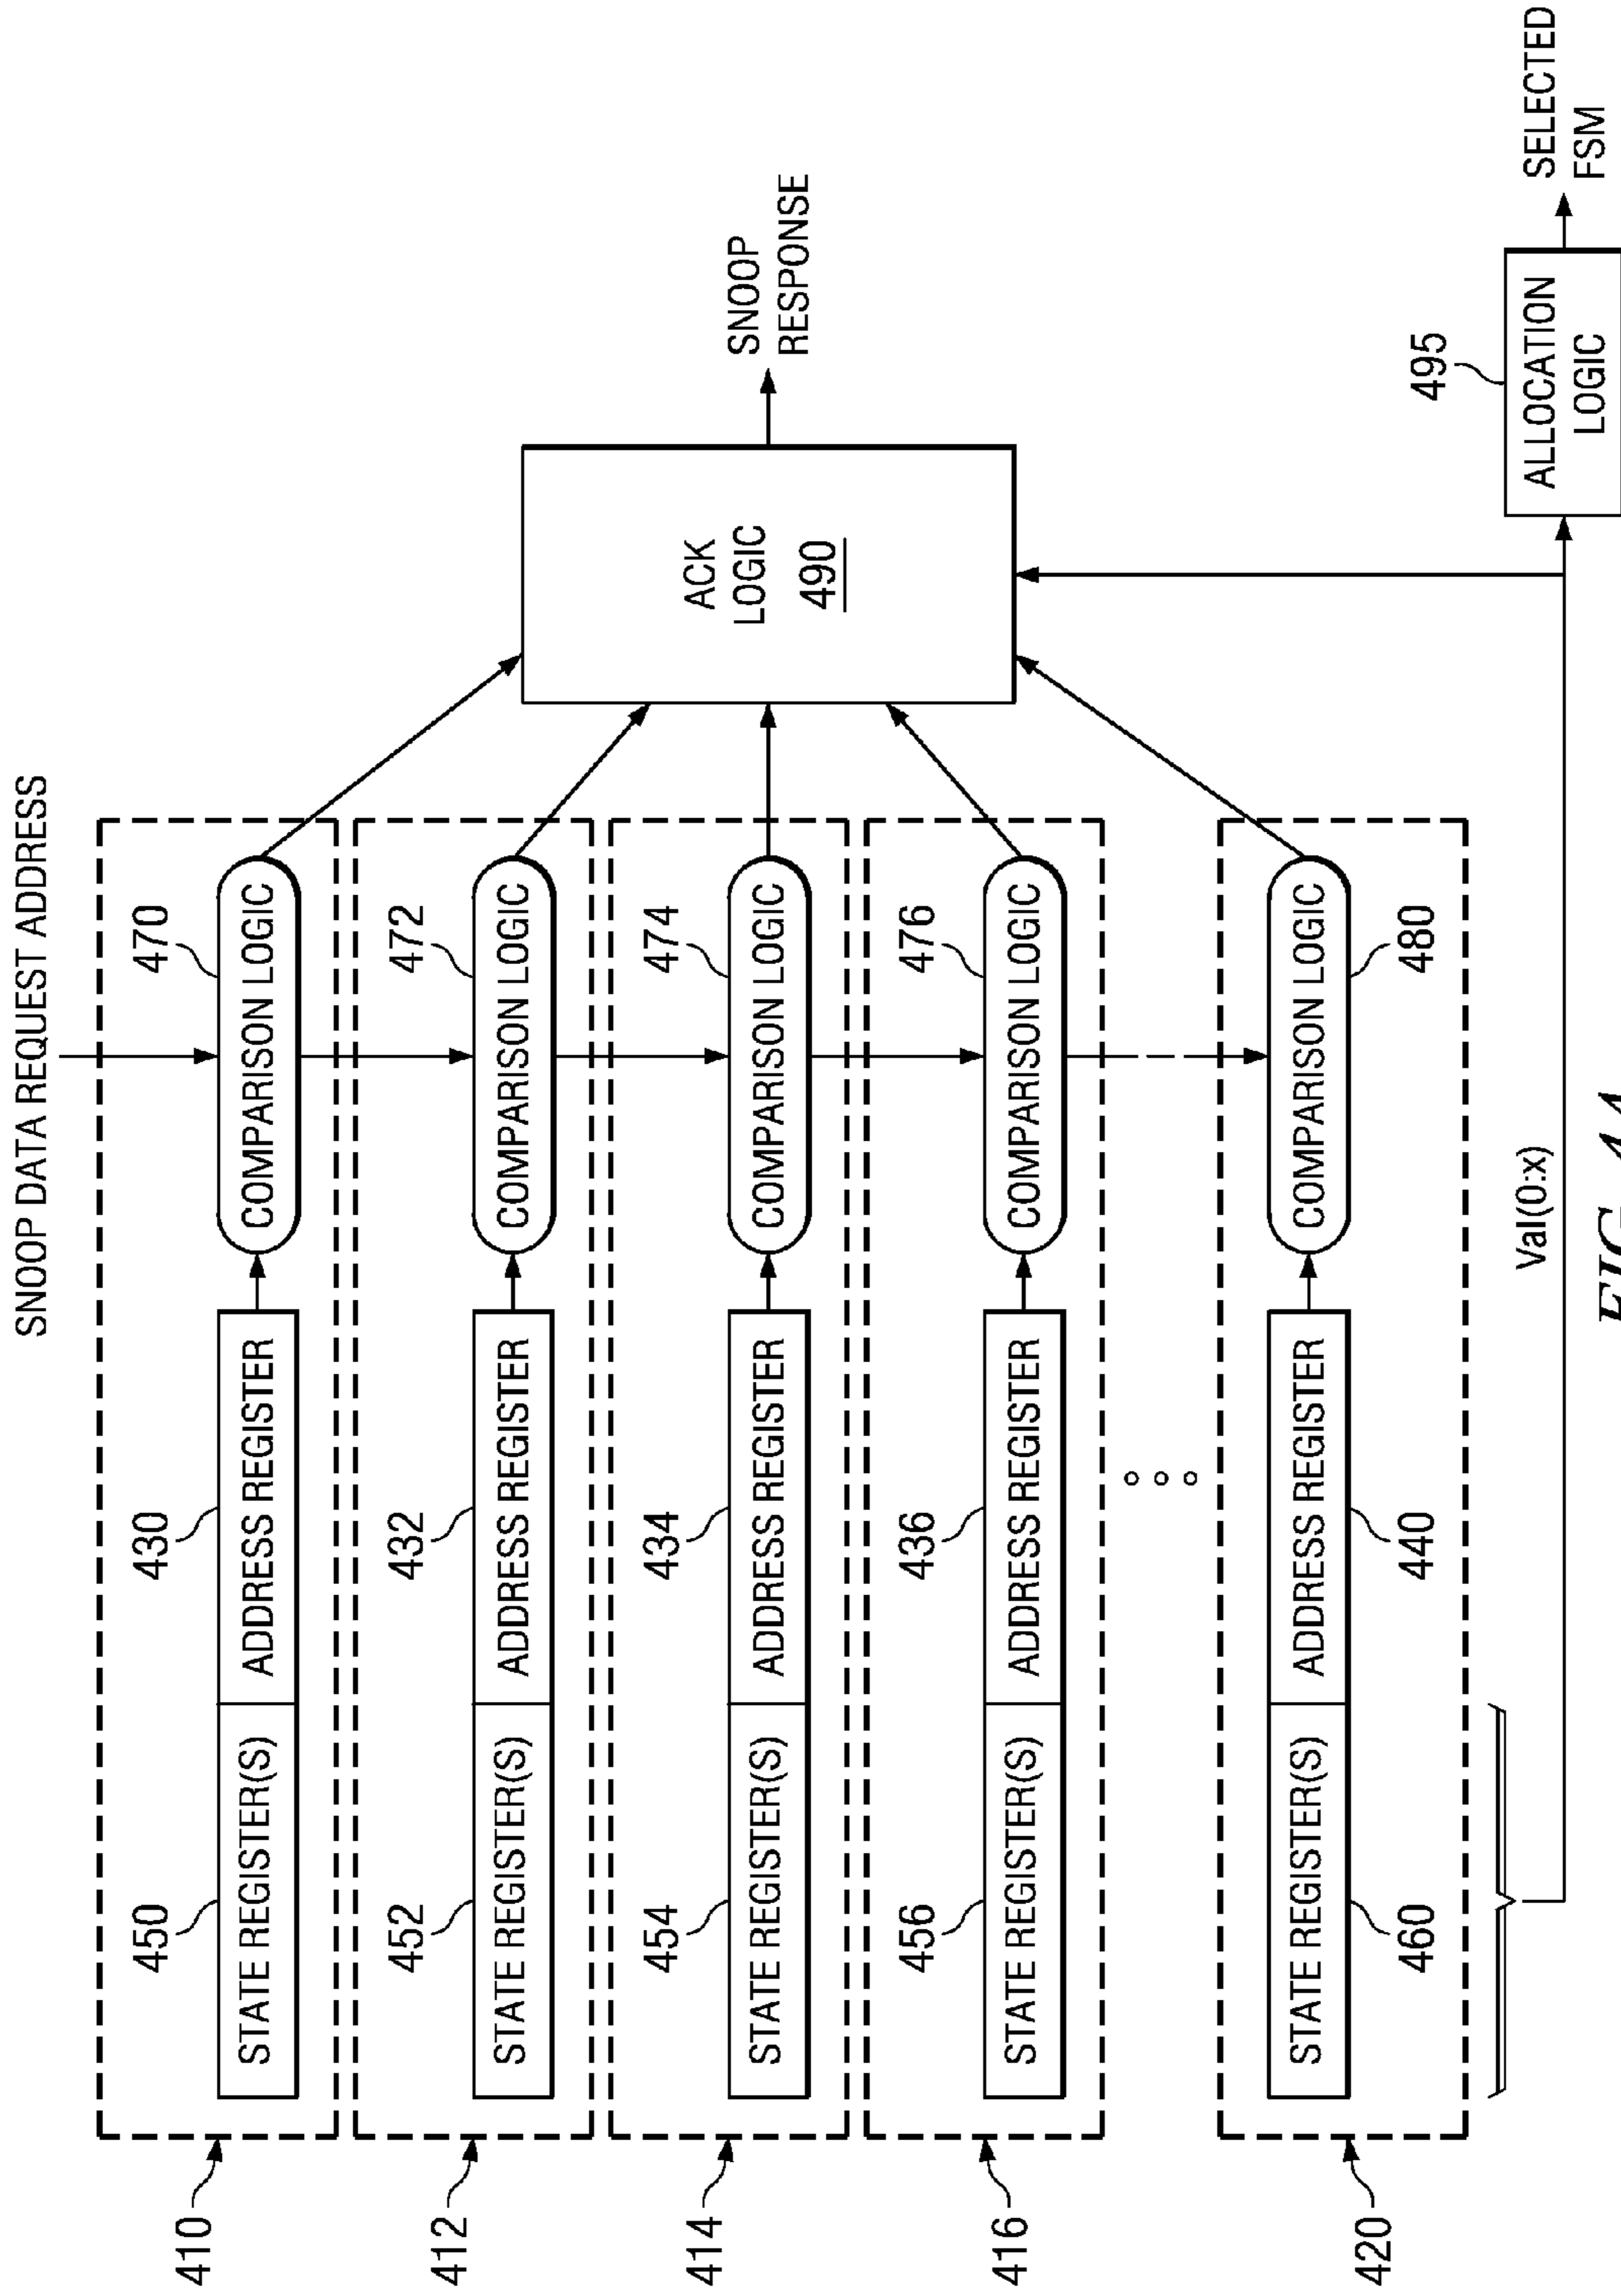 SNOOP DATA REQUEST ADDRESS
410
450
430
470
STATE REGISTER(S)
ADDRESS REGISTER
COMPARISON LOGIC
412
452
432
472
STATE REGISTER(S)
ADDRESS REGISTER
COMPARISON LOGIC
414
454
434
474
STATE REGISTER(S)
ADDRESS REGISTER
COMPARISON LOGIC
416
456
436
476
STATE REGISTER(S)
ADDRESS REGISTER
COMPARISON LOGIC
420
STATE REGISTER(S)
ADDRESS REGISTER
COMPARISON LOGIC
460
440
480
ACK
LOGIC
490
SNOOP
RESPONSE
Val(0:x)
495
ALLOCATION
LOGIC
SELECTED
FSM